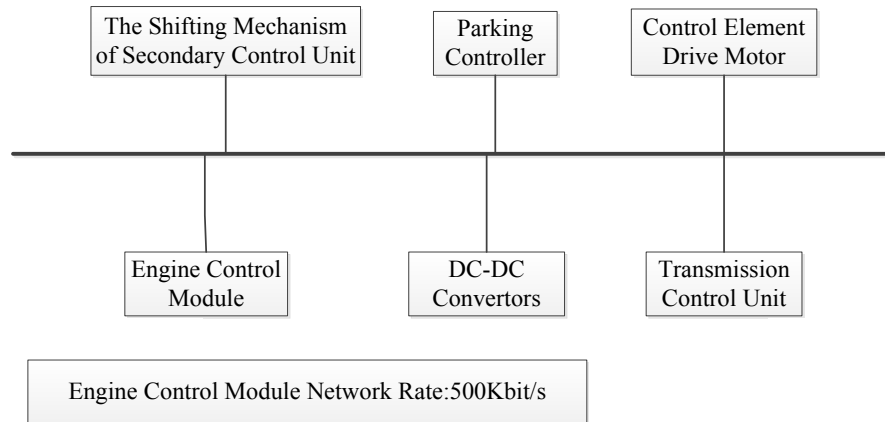 The Shifting Mechanism
of Secondary Control Unit
Parking
Controller
Control Element
Drive Motor
Engine Control
Module
DC-DC
Convertors
Transmission
Control Unit
Engine Control Module Network Rate:500Kbit/s